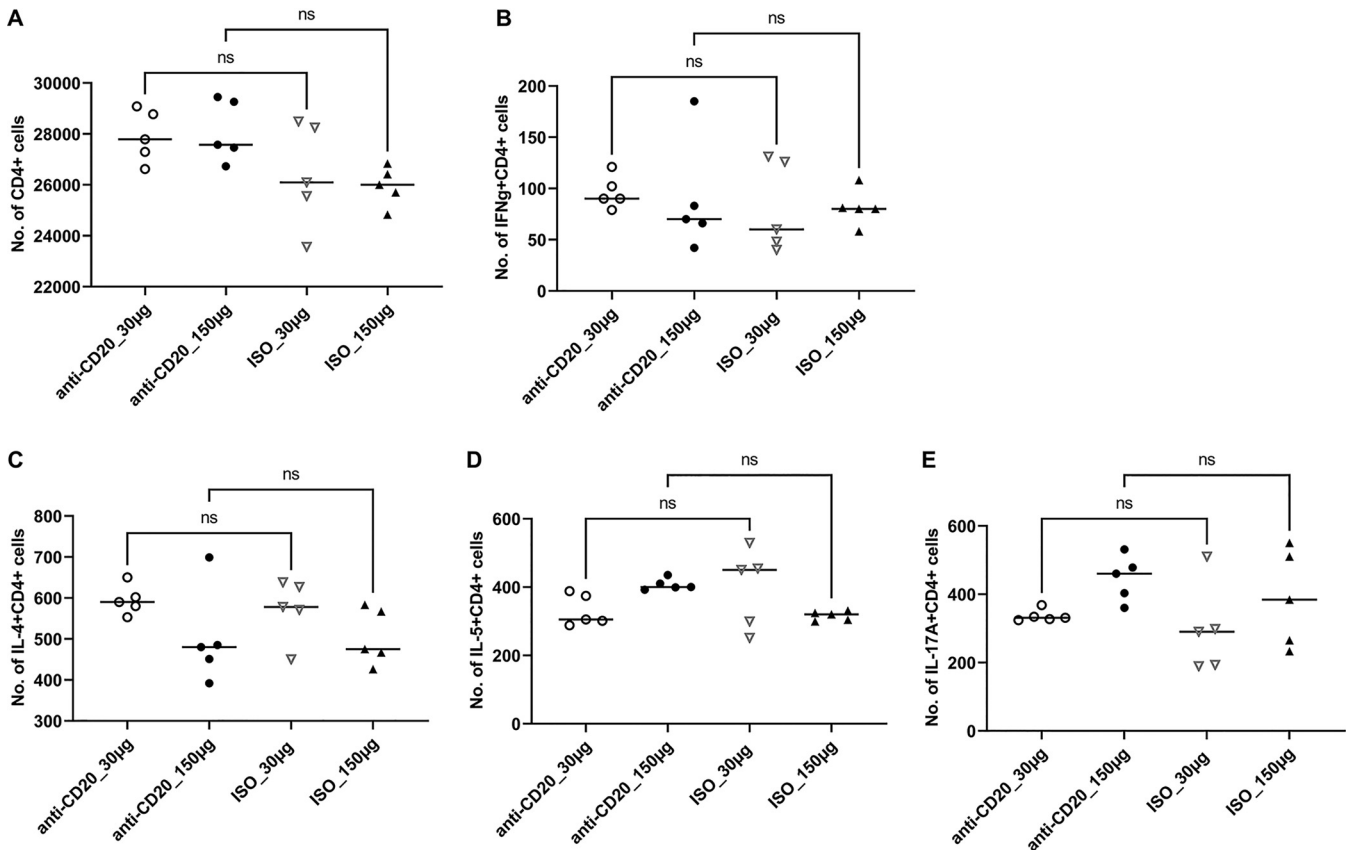 A
ns
ns
No. of CD4+ cells
30000
28000
26000
24000
22000
anti-CD20_30µg
anti-CD20_150µg
ISO_30µg
ISO_150µg
B
ns
ns
No. of IFNg+CD4+ cells
200
150
100
50
0
anti-CD20_30µg
anti-CD20_150µg
ISO_30µg
ISO_150µg
C
ns
ns
No. of IL-4+CD4+ cells
800
700
600
500
400
300
anti-CD20_30µg
anti-CD20_150µg
ISO_30µg
ISO_150µg
D
ns
ns
No. of IL-5+CD4+ cells
600
400
200
0
anti-CD20_30µg
anti-CD20_150µg
ISO_30µg
ISO_150µg
E
ns
ns
No. of IL-17A+CD4+ cells
600
400
200
0
anti-CD20_30µg
anti-CD20_150µg
ISO_30µg
ISO_150µg